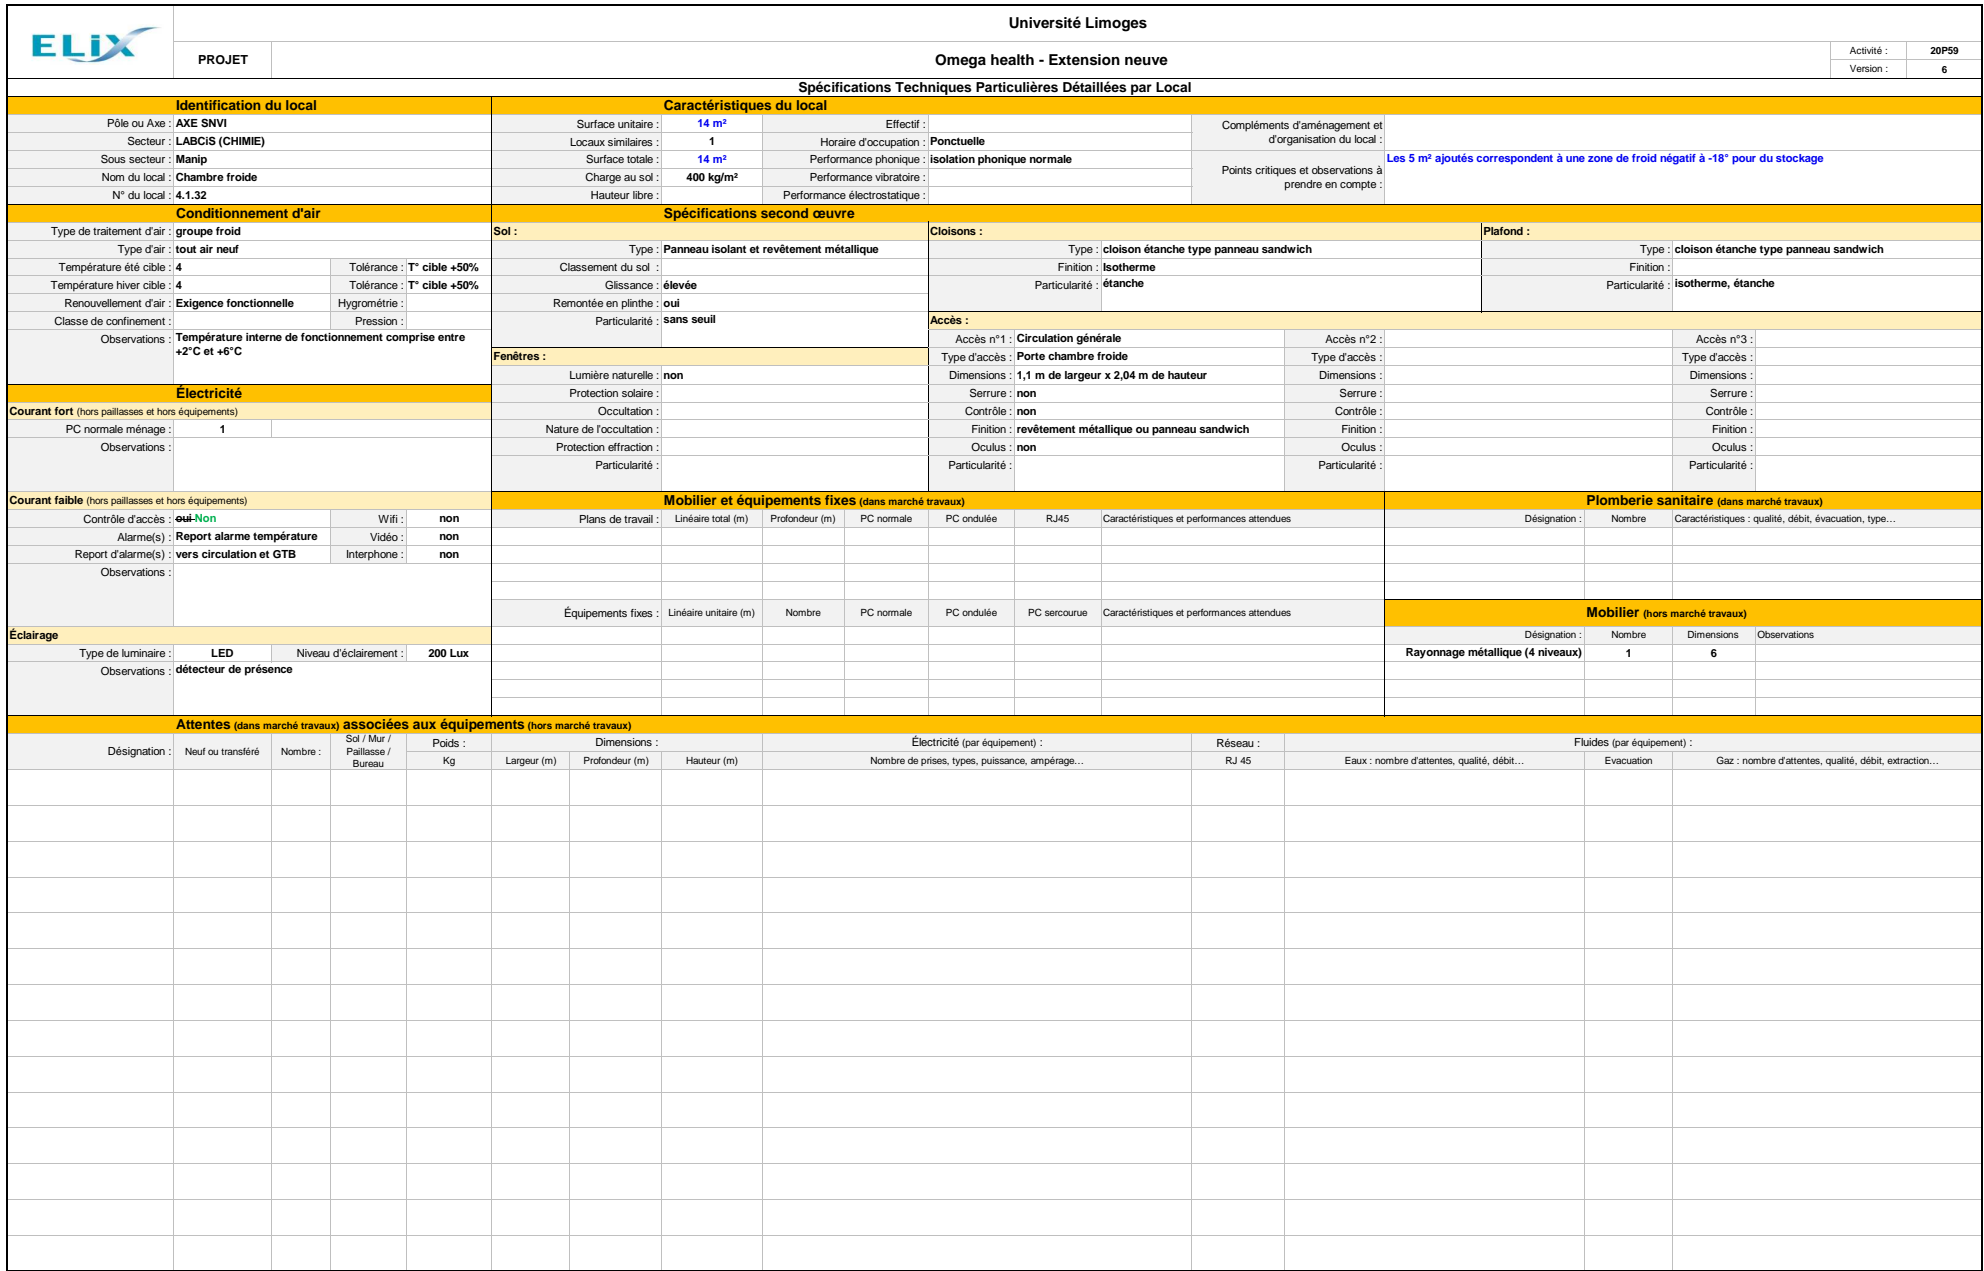 ELiX
Université Limoges
PROJET
Omega health - Extension neuve
Activité : 20P59
Version : 6
Spécifications Techniques Particulières Détaillées par Local
Identification du local
Pôle ou Axe : AXE SNVI
Secteur : LABCiS (CHIMIE)
Sous secteur : Manip
Nom du local : Chambre froide
N° du local : 4.1.32
Caractéristiques du local
Surface unitaire : 14 m² Effectif :
Locaux similaires : 1 Horaire d'occupation : Ponctuelle
Surface totale : 14 m² Performance phonique : isolation phonique normale
Charge au sol : 400 kg/m² Performance vibratoire :
Hauteur libre : Performance électrostatique :
Compléments d'aménagement et
d'organisation du local :
Points critiques et observations à
prendre en compte :
Les 5 m² ajoutés correspondent à une zone de froid négatif à -18° pour du stockage
Conditionnement d'air
Type de traitement d'air : groupe froid
Type d'air : tout air neuf
Température été cible : 4 Tolérance : T° cible +50%
Température hiver cible : 4 Tolérance : T° cible +50%
Renouvellement d'air : Exigence fonctionnelle Hygrométrie :
Classe de confinement : Pression :
Observations : Température interne de fonctionnement comprise entre
+2°C et +6°C
Spécifications second œuvre
Sol :
Type : Panneau isolant et revêtement métallique
Classement du sol :
Glissance : élevée
Remontée en plinthe : oui
Particularité : sans seuil
Cloisons :
Type : cloison étanche type panneau sandwich
Finition : Isotherme
Particularité : étanche
Plafond :
Type : cloison étanche type panneau sandwich
Finition :
Particularité : isotherme, étanche
Fenêtres :
Lumière naturelle : non
Protection solaire :
Occultation :
Nature de l'occultation :
Protection effraction :
Particularité :
Accès :
Accès n°1 : Circulation générale Accès n°2 : Accès n°3 :
Type d'accès : Porte chambre froide Type d'accès : Type d'accès :
Dimensions : 1,1 m de largeur x 2,04 m de hauteur Dimensions : Dimensions :
Serrure : non Serrure : Serrure :
Contrôle : non Contrôle : Contrôle :
Finition : revêtement métallique ou panneau sandwich Finition : Finition :
Oculus : non Oculus : Oculus :
Particularité : Particularité : Particularité :
Électricité
Courant fort (hors paillasses et hors équipements)
PC normale ménage : 1
Observations :
Courant faible (hors paillasses et hors équipements)
Contrôle d'accès : oui Non Wifi : non
Alarme(s) : Report alarme température Vidéo : non
Report d'alarme(s) : vers circulation et GTB Interphone : non
Observations :
Éclairage
Type de luminaire : LED Niveau d'éclairement : 200 Lux
Observations : détecteur de présence
Mobilier et équipements fixes (dans marché travaux)
Plans de travail : Linéaire total (m) Profondeur (m) PC normale PC ondulée RJ45 Caractéristiques et performances attendues
Équipements fixes : Linéaire unitaire (m) Nombre PC normale PC ondulée PC sercourue Caractéristiques et performances attendues
Plomberie sanitaire (dans marché travaux)
Désignation : Nombre Caractéristiques : qualité, débit, évacuation, type…
Mobilier (hors marché travaux)
Désignation : Nombre Dimensions Observations
Rayonnage métallique (4 niveaux) 1 6
Attentes (dans marché travaux) associées aux équipements (hors marché travaux)
Désignation : Neuf ou transféré Nombre :
Sol / Mur /
Paillasse /
Bureau
Poids : Dimensions : Électricité (par équipement) : Réseau : Fluides (par équipement) :
Kg Largeur (m) Profondeur (m) Hauteur (m) Nombre de prises, types, puissance, ampérage… RJ 45 Eaux : nombre d'attentes, qualité, débit… Evacuation Gaz : nombre d'attentes, qualité, débit, extraction…